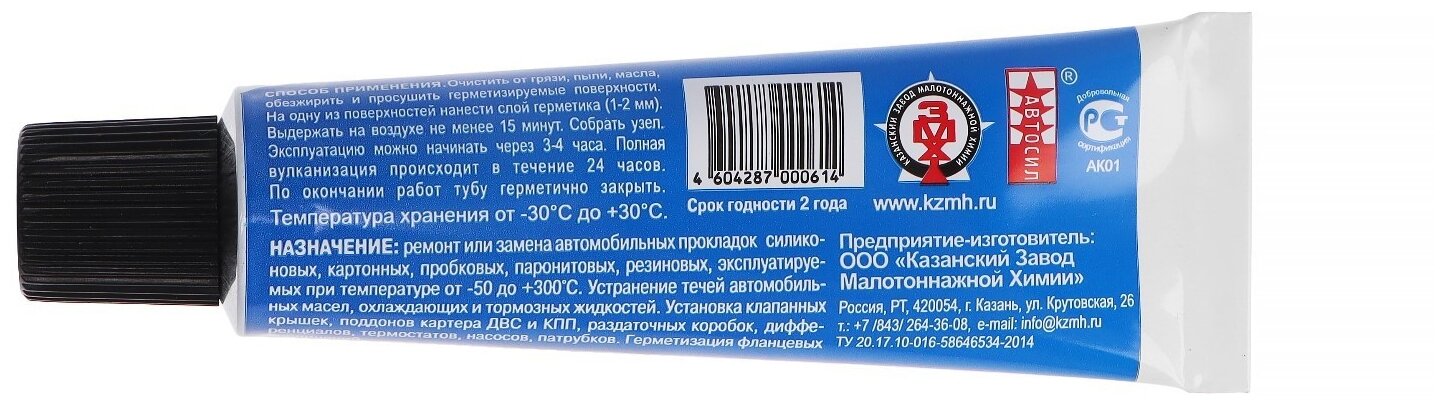 СПОСОБ ПРИМЕНЕНИЯ. Очистить от грязи, пыли, масла,
обезжирить и просушить герметизируемые поверхности.
На одну из поверхностей нанести слой герметика (1-2 мм).
Выдержать на воздухе не менее 15 минут. Собрать узел.
Эксплуатацию можно начинать через 3-4 часа. Полная
вулканизация происходит в течение 24 часов.
По окончании работ тубу герметично закрыть.
Температура хранения от -30°С до +30°С.
НАЗНАЧЕНИЕ: ремонт или замена автомобильных прокладок силико-
новых, картонных, пробковых, паронитовых, резиновых, эксплуатируе-
мых при температуре от -50 до +300°С. Устранение течей автомобиль-
ных масел, охлаждающих и тормозных жидкостей. Установка клапанных
крышек, поддонов картера ДВС и КПП, раздаточных коробок, диффе-
ренциалов, термостатов, насосов, патрубков. Герметизация фланцевых
4 604287 000614
Срок годности 2 года
КАЗАНСКИЙ ЗАВОД МАЛОТОННАЖНОЙ ХИМИИ
ЗМХ
www.kzmh.ru
АВТОСИЛ
®
Добровольная
РСТ
сертификация
АК01
Предприятие-изготовитель:
ООО «Казанский Завод
Малотоннажной Химии»
Россия, РТ, 420054, г. Казань, ул. Крутовская, 26
т.: +7 /843/ 264-36-08, e-mail: info@kzmh.ru
ТУ 20.17.10-016-58646534-2014